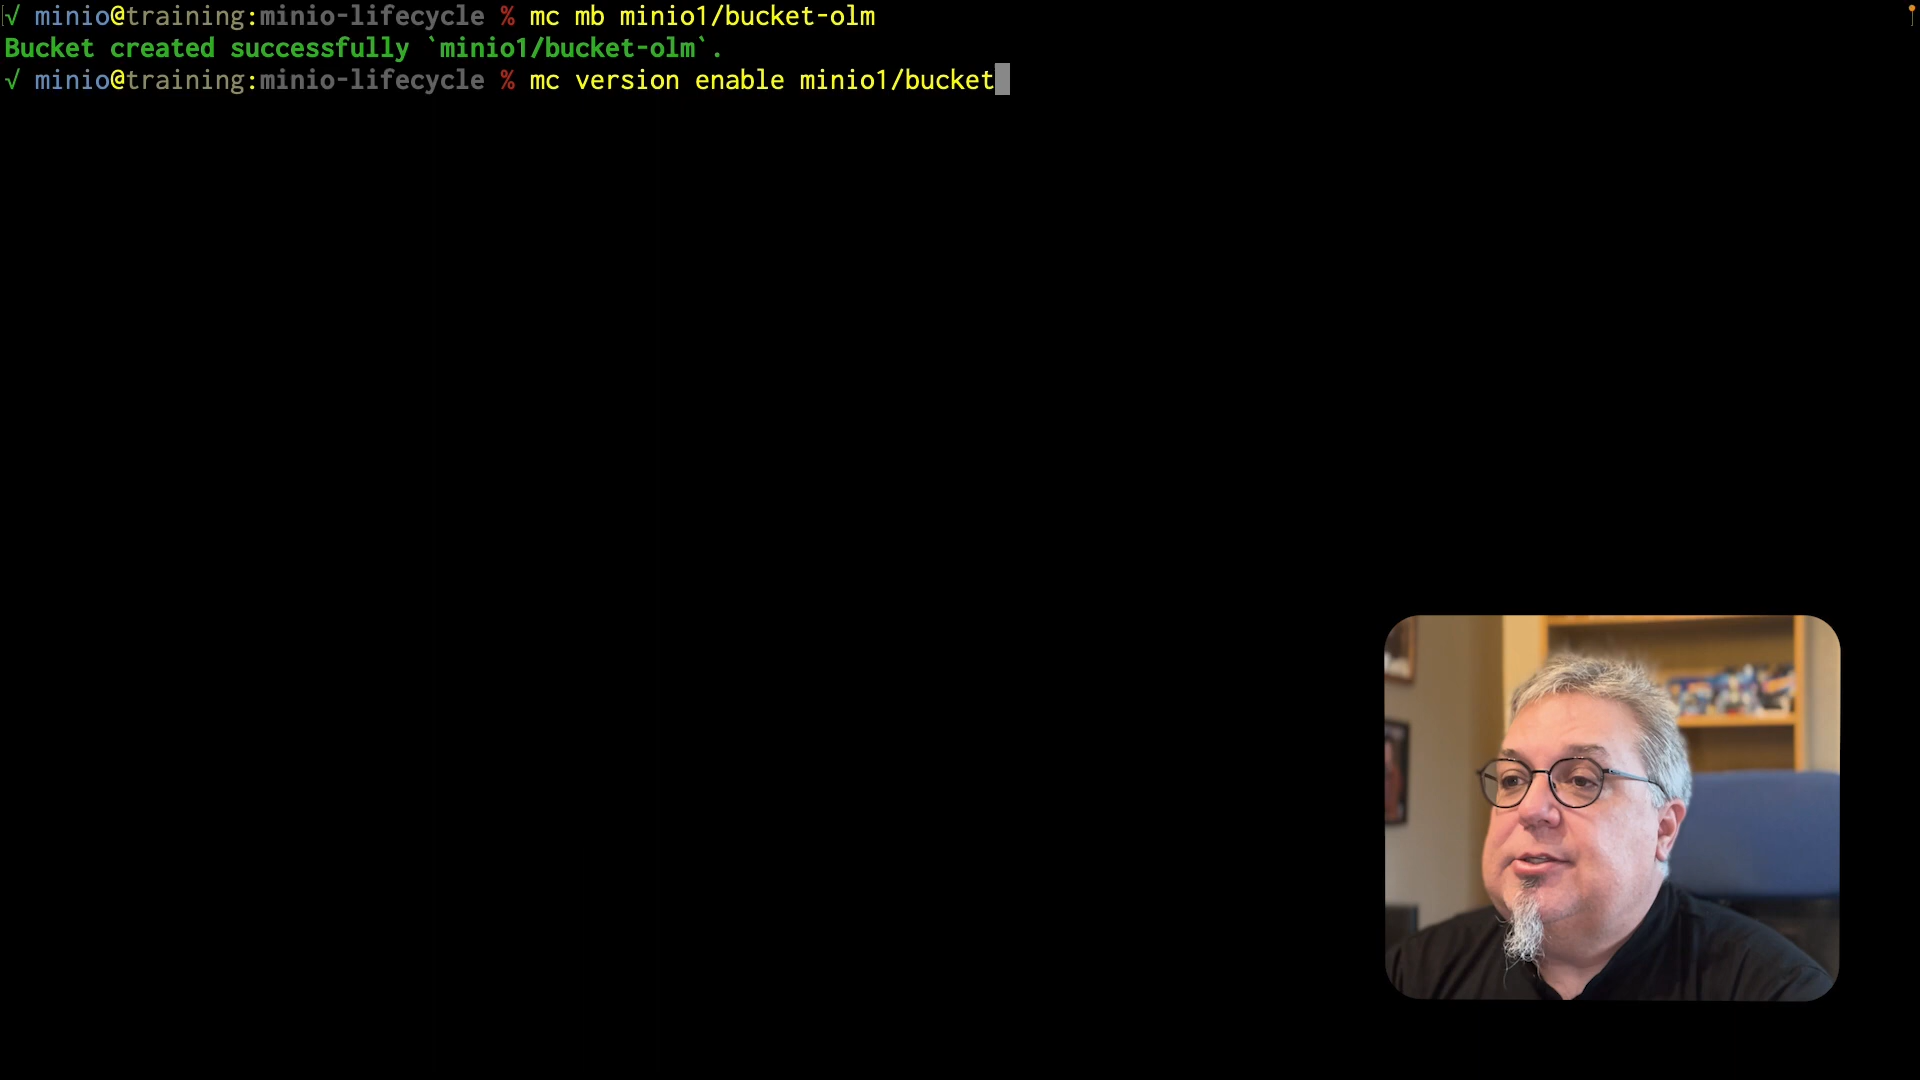 √ minio@training:minio-lifecycle % mc mb minio1/bucket-olm
Bucket created successfully `minio1/bucket-olm`.
√ minio@training:minio-lifecycle % mc version enable minio1/bucket